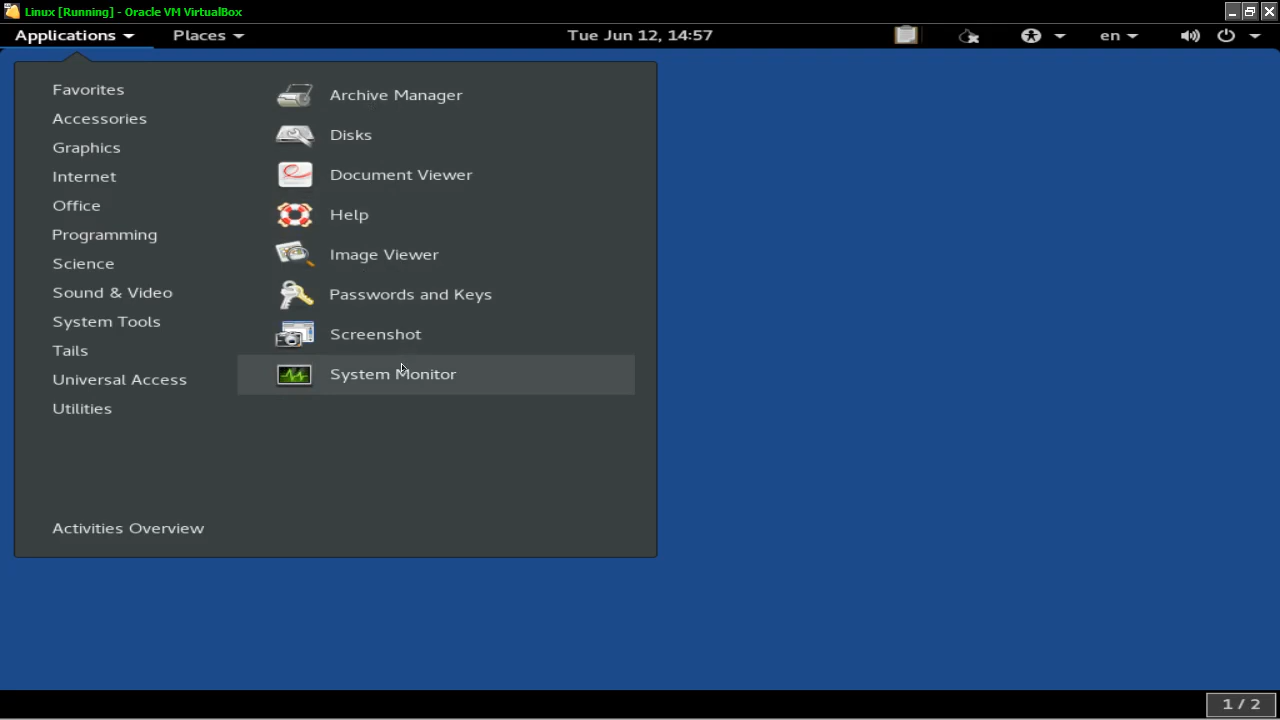 Linux [Running] - Oracle VM VirtualBox
Applications Places Tue Jun 12, 14:57 en
Favorites
Accessories
Graphics
Internet
Office
Programming
Science
Sound & Video
System Tools
Tails
Universal Access
Utilities
Activities Overview
Archive Manager
Disks
Document Viewer
Help
Image Viewer
Passwords and Keys
Screenshot
System Monitor
1 / 2